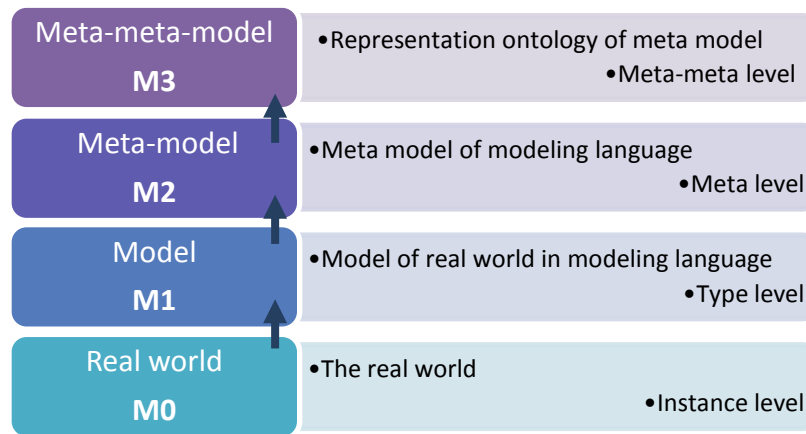 Meta-meta-model
M3
•Representation ontology of meta model
•Meta-meta level
Meta-model
M2
•Meta model of modeling language
•Meta level
Model
M1
•Model of real world in modeling language
•Type level
Real world
M0
•The real world
•Instance level